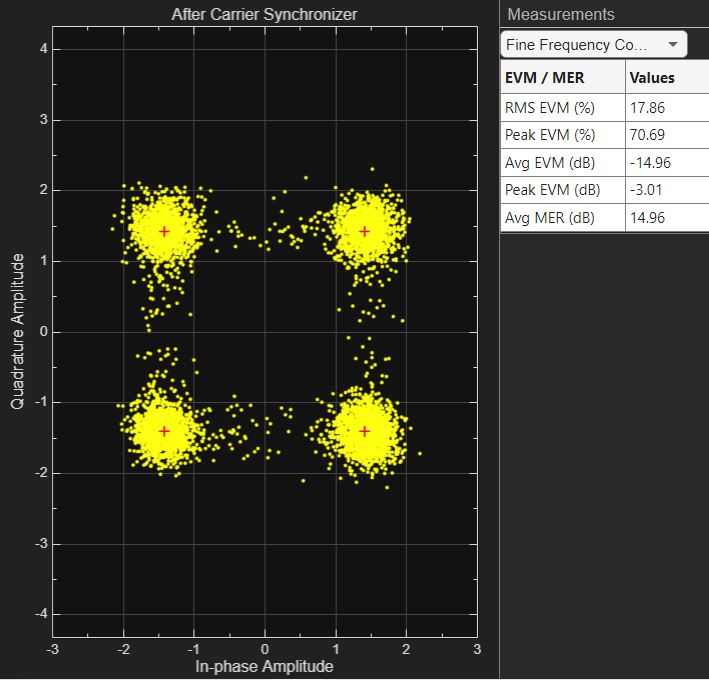 After Carrier Synchronizer
4
3
2
1
0
-1
-2
-3
-4
-3 -2 -1 0 1 2 3
In-phase Amplitude
Quadrature Amplitude
Measurements
Fine Frequency Co...
EVM / MER Values
RMS EVM (%) 17.86
Peak EVM (%) 70.69
Avg EVM (dB) -14.96
Peak EVM (dB) -3.01
Avg MER (dB) 14.96